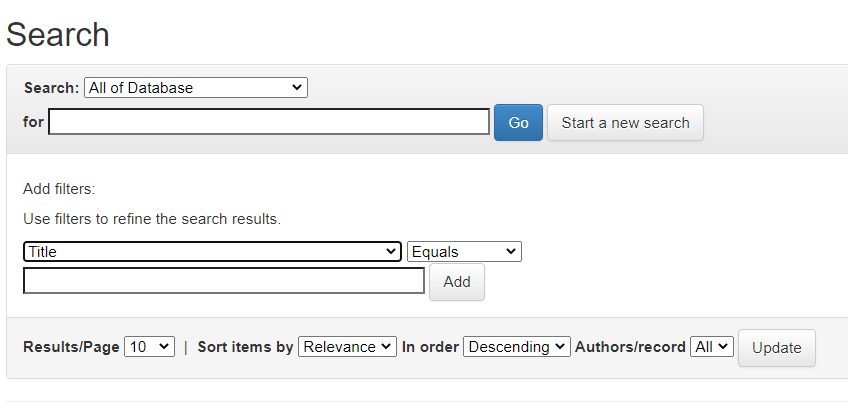 Search
Search: All of Database
for Go Start a new search
Add filters:
Use filters to refine the search results.
Title Equals
Add
Results/Page 10 | Sort items by Relevance In order Descending Authors/record All Update